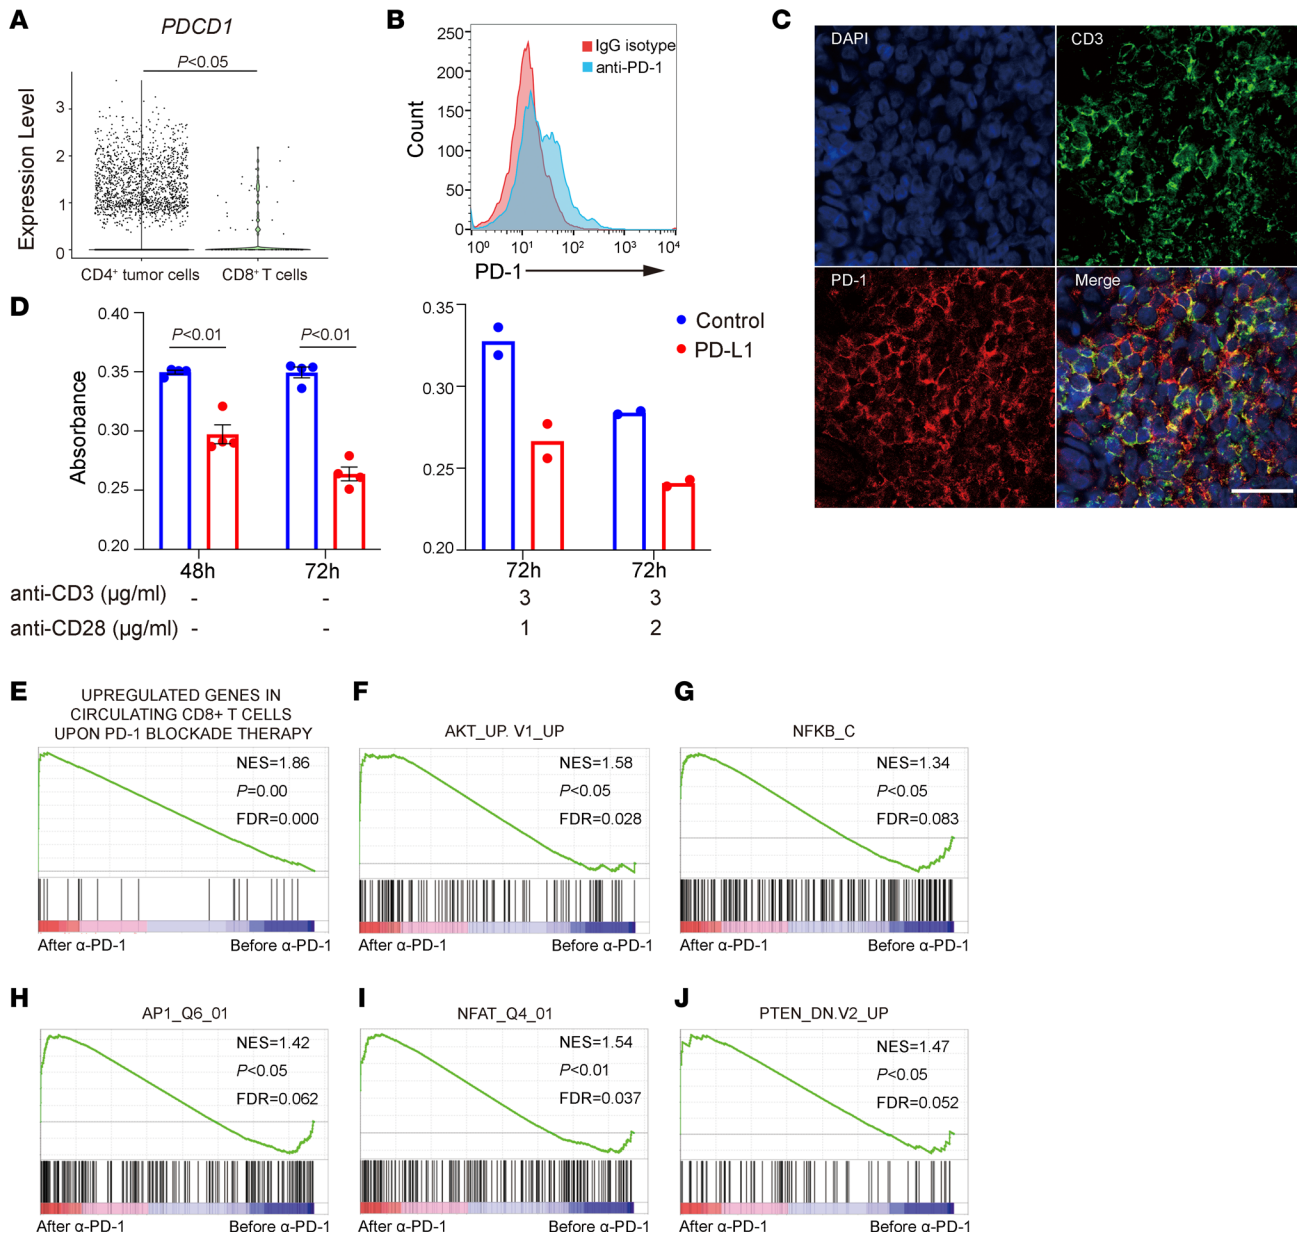 A
PDCD1
P<0.05
Expression Level
3
2
1
0
CD4+ tumor cells
CD8+ T cells
B
250
200
150
100
50
0
Count
IgG isotype
anti-PD-1
10⁰
10¹
10²
10³
10⁴
PD-1
C
DAPI
CD3
PD-1
Merge
D
0.40
0.35
0.30
0.25
0.20
Absorbance
P<0.01
P<0.01
48h
72h
0.35
0.30
0.25
0.20
Control
PD-L1
72h
72h
anti-CD3 (µg/ml) - - 3 3
anti-CD28 (µg/ml) - - 1 2
E
UPREGULATED GENES IN
CIRCULATING CD8+ T CELLS
UPON PD-1 BLOCKADE THERAPY
NES=1.86
P=0.00
FDR=0.000
After α-PD-1
Before α-PD-1
F
AKT_UP. V1_UP
NES=1.58
P<0.05
FDR=0.028
After α-PD-1
Before α-PD-1
G
NFKB_C
NES=1.34
P<0.05
FDR=0.083
After α-PD-1
Before α-PD-1
H
AP1_Q6_01
NES=1.42
P<0.05
FDR=0.062
After α-PD-1
Before α-PD-1
I
NFAT_Q4_01
NES=1.54
P<0.01
FDR=0.037
After α-PD-1
Before α-PD-1
J
PTEN_DN.V2_UP
NES=1.47
P<0.05
FDR=0.052
After α-PD-1
Before α-PD-1